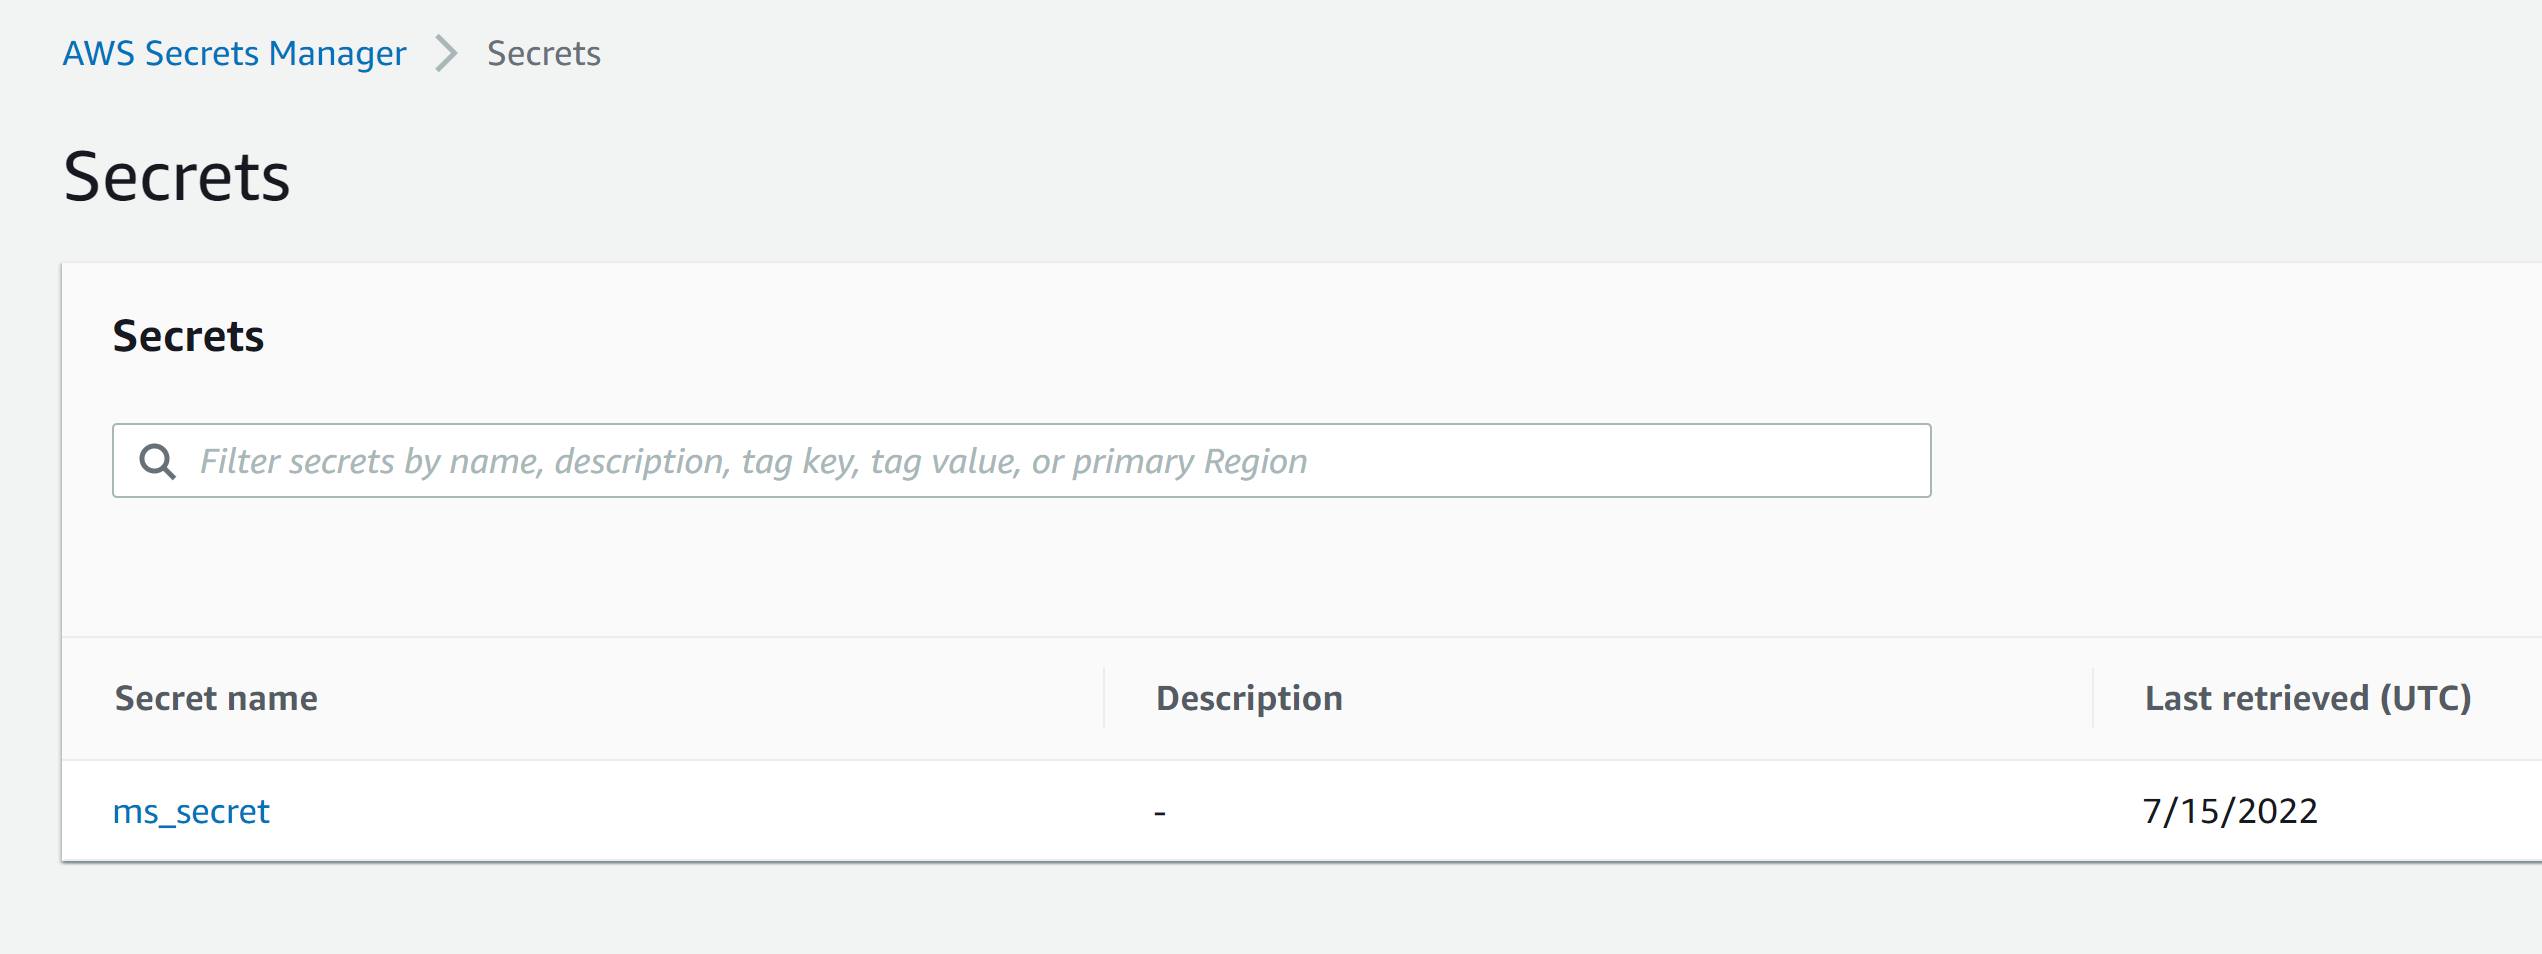 AWS Secrets Manager > Secrets
Secrets
Secrets
Filter secrets by name, description, tag key, tag value, or primary Region
Secret name Description Last retrieved (UTC)
ms_secret - 7/15/2022